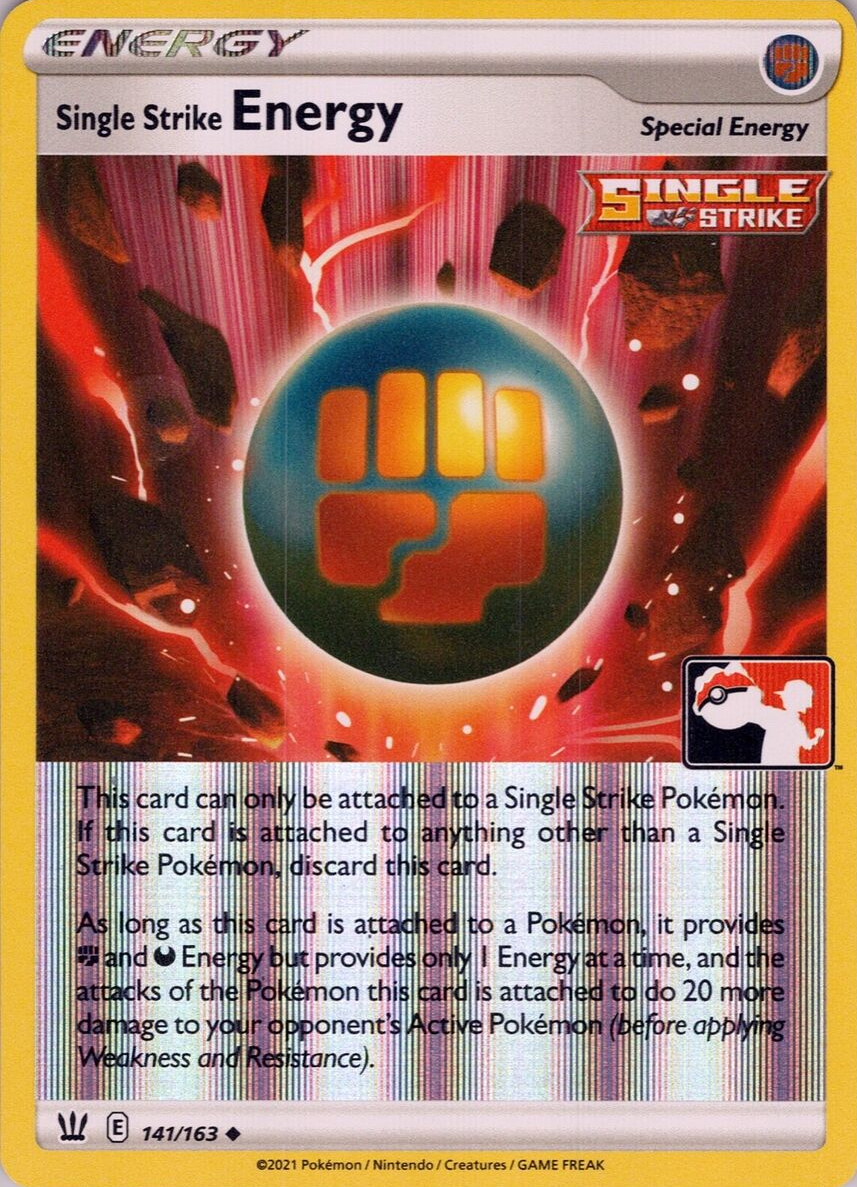 ENERGY
Single Strike Energy
Special Energy
SINGLE
STRIKE
TM
This card can only be attached to a Single Strike Pokémon.
If this card is attached to anything other than a Single
Strike Pokémon, discard this card.
As long as this card is attached to a Pokémon, it provides
and Energy but provides only 1 Energy at a time, and the
attacks of the Pokémon this card is attached to do 20 more
damage to your opponent's Active Pokémon (before applying
Weakness and Resistance).
E 141/163
©2021 Pokémon / Nintendo / Creatures / GAME FREAK